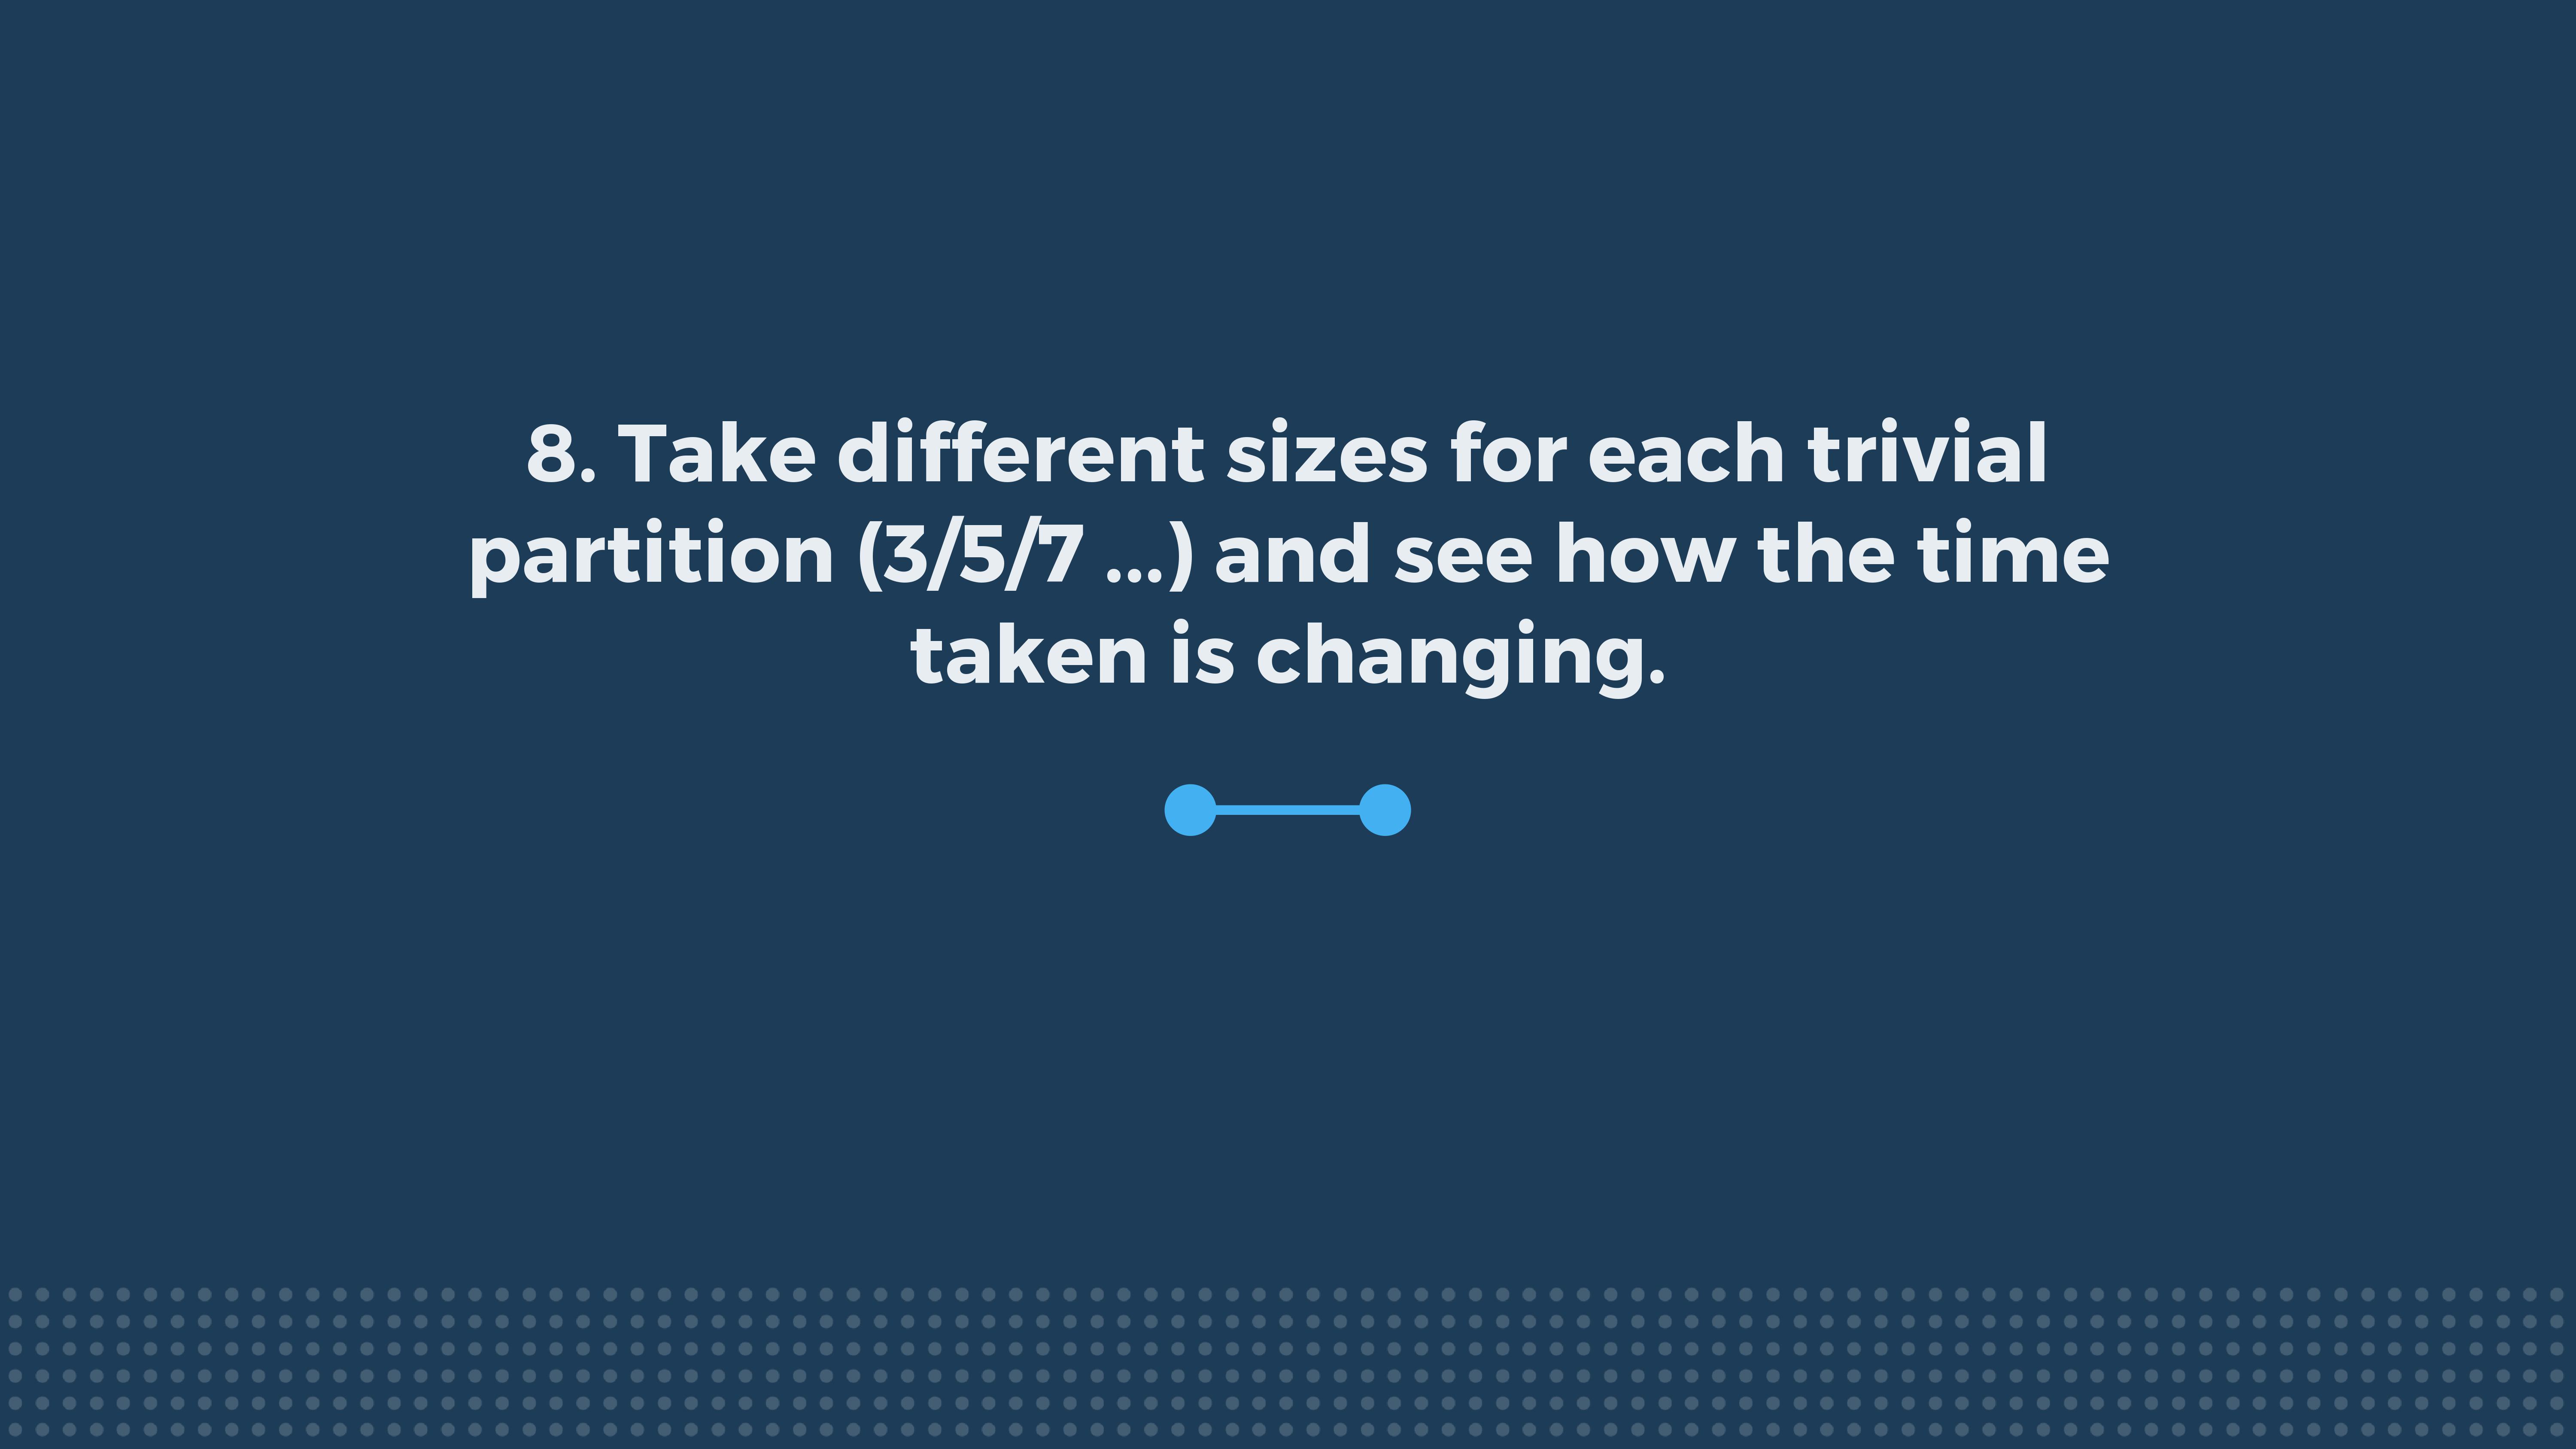 8. Take different sizes for each trivial
partition (3/5/7 ...) and see how the time
taken is changing.